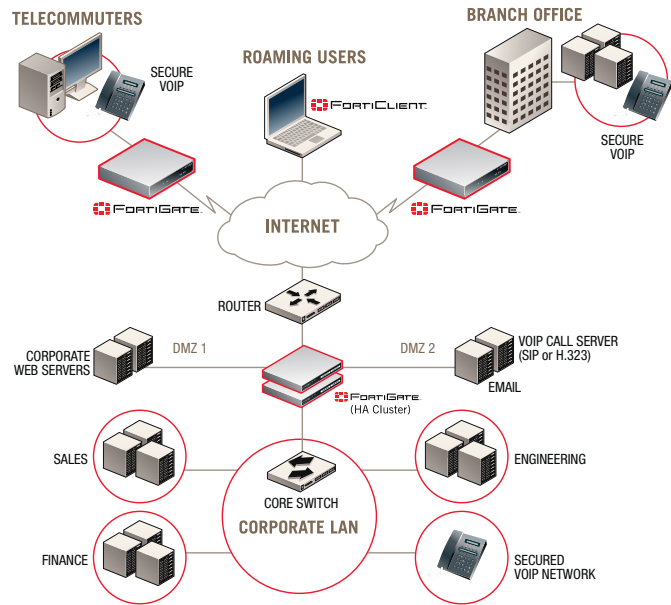 TELECOMMUTERS
BRANCH OFFICE
ROAMING USERS
SECURE
VOIP
FORTICLIENT
SECURE
VOIP
FORTIGATE
FORTIGATE
INTERNET
ROUTER
CORPORATE
WEB SERVERS
DMZ 1
DMZ 2
VOIP CALL SERVER
(SIP or H.323)
EMAIL
FORTIGATE
(HA Cluster)
SALES
ENGINEERING
CORE SWITCH
CORPORATE LAN
FINANCE
SECURED
VOIP NETWORK